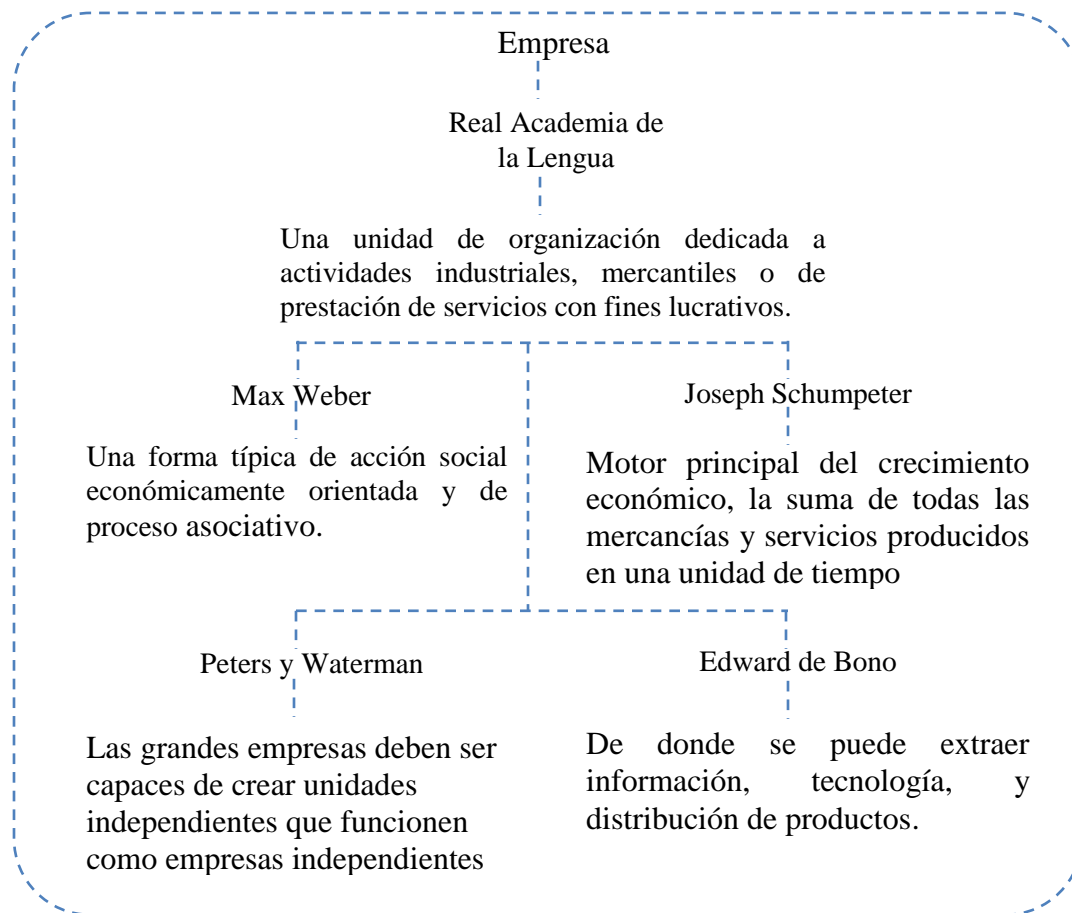 Empresa
Real Academia de
la Lengua
Una unidad de organización dedicada a
actividades industriales, mercantiles o de
prestación de servicios con fines lucrativos.
Max Weber
Una forma típica de acción social
económicamente orientada y de
proceso asociativo.
Joseph Schumpeter
Motor principal del crecimiento
económico, la suma de todas las
mercancías y servicios producidos
en una unidad de tiempo
Peters y Waterman
Las grandes empresas deben ser
capaces de crear unidades
independientes que funcionen
como empresas independientes
Edward de Bono
De donde se puede extraer
información, tecnología, y
distribución de productos.